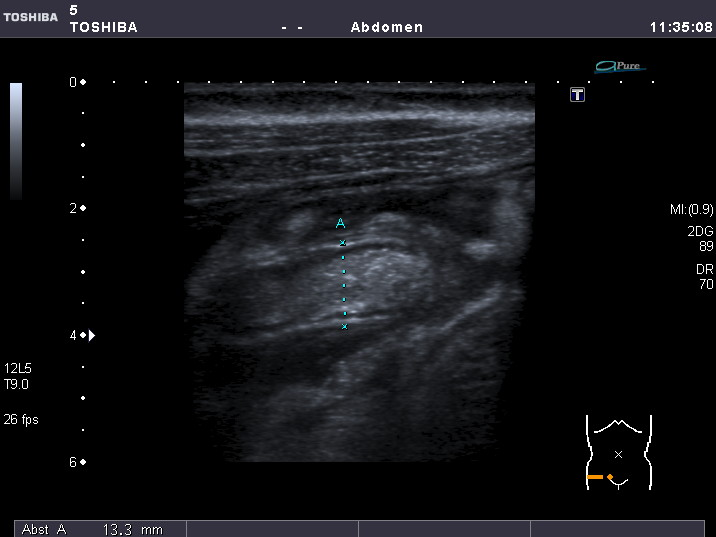 TOSHIBA
5
TOSHIBA - - Abdomen 11:35:08
APure
T
0
2
4
6
A
MI:(0.9)
2DG
89
DR
70
12L5
T9.0
26 fps
Abst A 13.3 mm